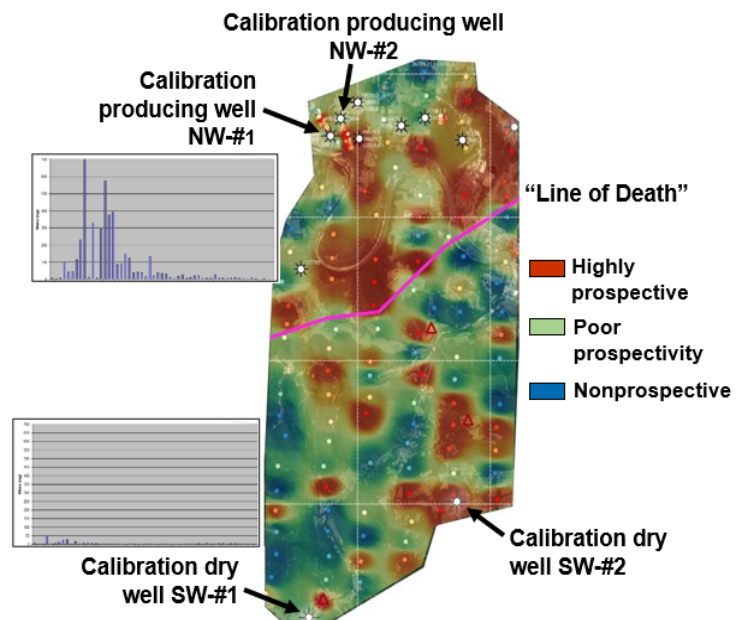 Calibration producing well
NW-#2
Calibration
producing well
NW-#1
"Line of Death"
Highly
prospective
Poor
prospectivity
Nonprospective
Calibration dry
well SW-#2
Calibration dry
well SW-#1